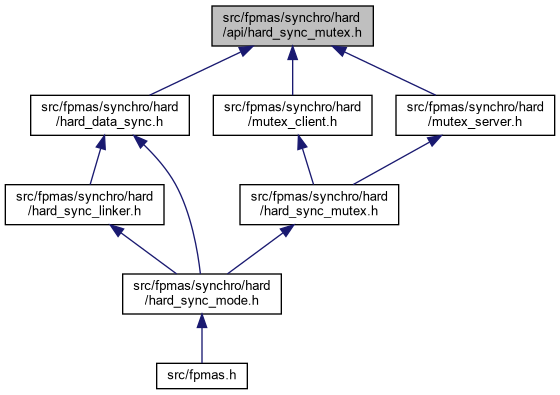 src/fpmas/synchro/hard
/api/hard_sync_mutex.h
src/fpmas/synchro/hard
/hard_data_sync.h
src/fpmas/synchro/hard
/mutex_client.h
src/fpmas/synchro/hard
/mutex_server.h
src/fpmas/synchro/hard
/hard_sync_linker.h
src/fpmas/synchro/hard
/hard_sync_mutex.h
src/fpmas/synchro/hard
/hard_sync_mode.h
src/fpmas.h